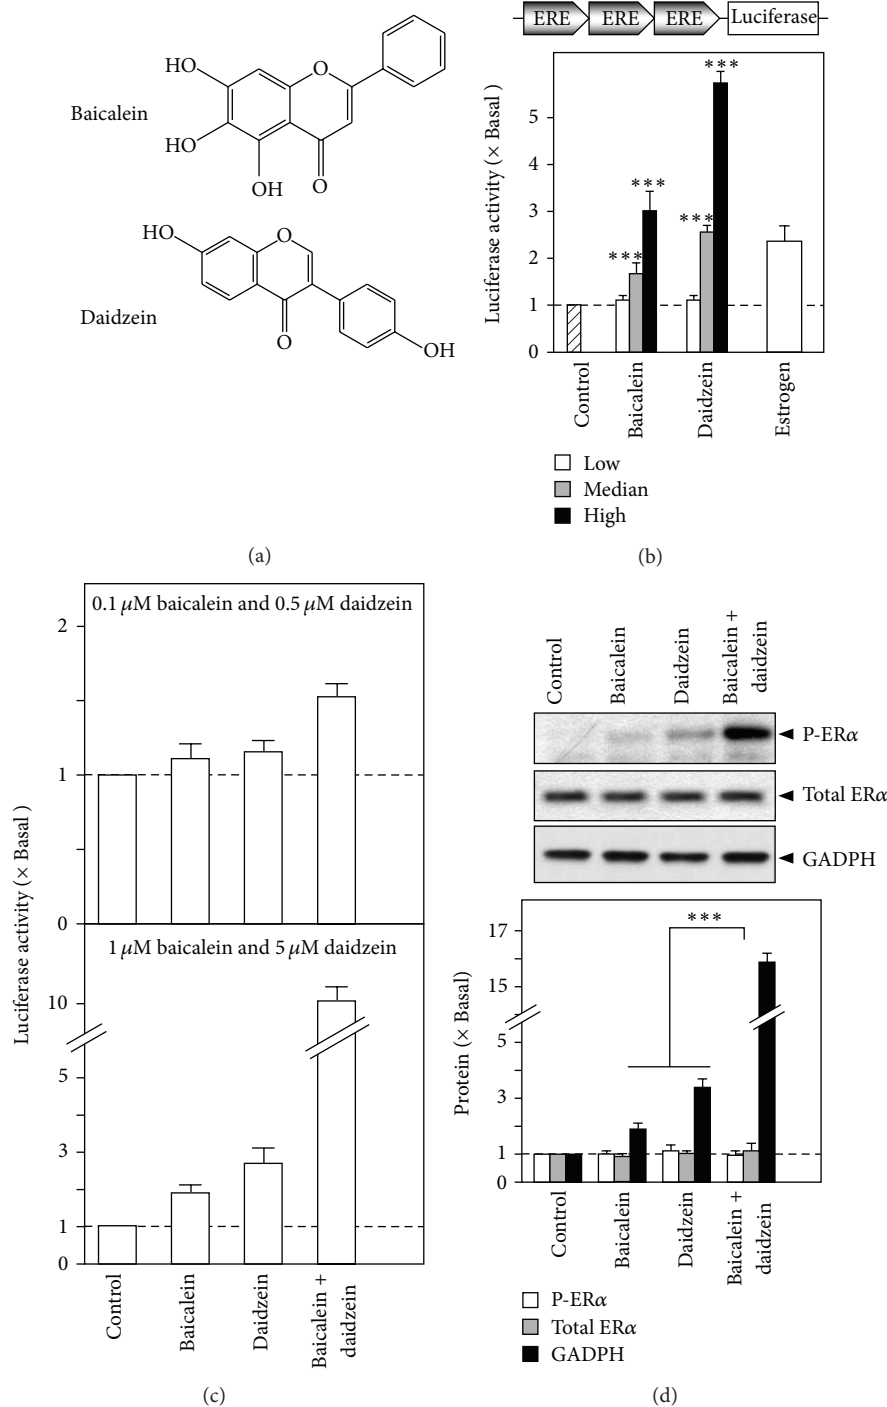 HO
O
Baicalein
HO
OH
O
HO
O
Daidzein
O
OH
(a)
ERE ERE ERE Luciferase
Luciferase activity (× Basal )
5
4
3
2
1
0
***
***
***
***
Control
Baicalein
Daidzein
Estrogen
Low
Median
High
(b)
Luciferase activity (× Basal )
0.1 μM baicalein and 0.5 μM daidzein
2
1
0
1 μM baicalein and 5 μM daidzein
10
5
3
1
0
Control
Baicalein
Daidzein
Baicalein +
daidzein
(c)
Control
Baicalein
Daidzein
Baicalein +
daidzein
P-ERα
Total ERα
GADPH
Protein (× Basal)
17
15
5
3
1
0
***
Control
Baicalein
Daidzein
Baicalein +
daidzein
P-ERα
Total ERα
GADPH
(d)